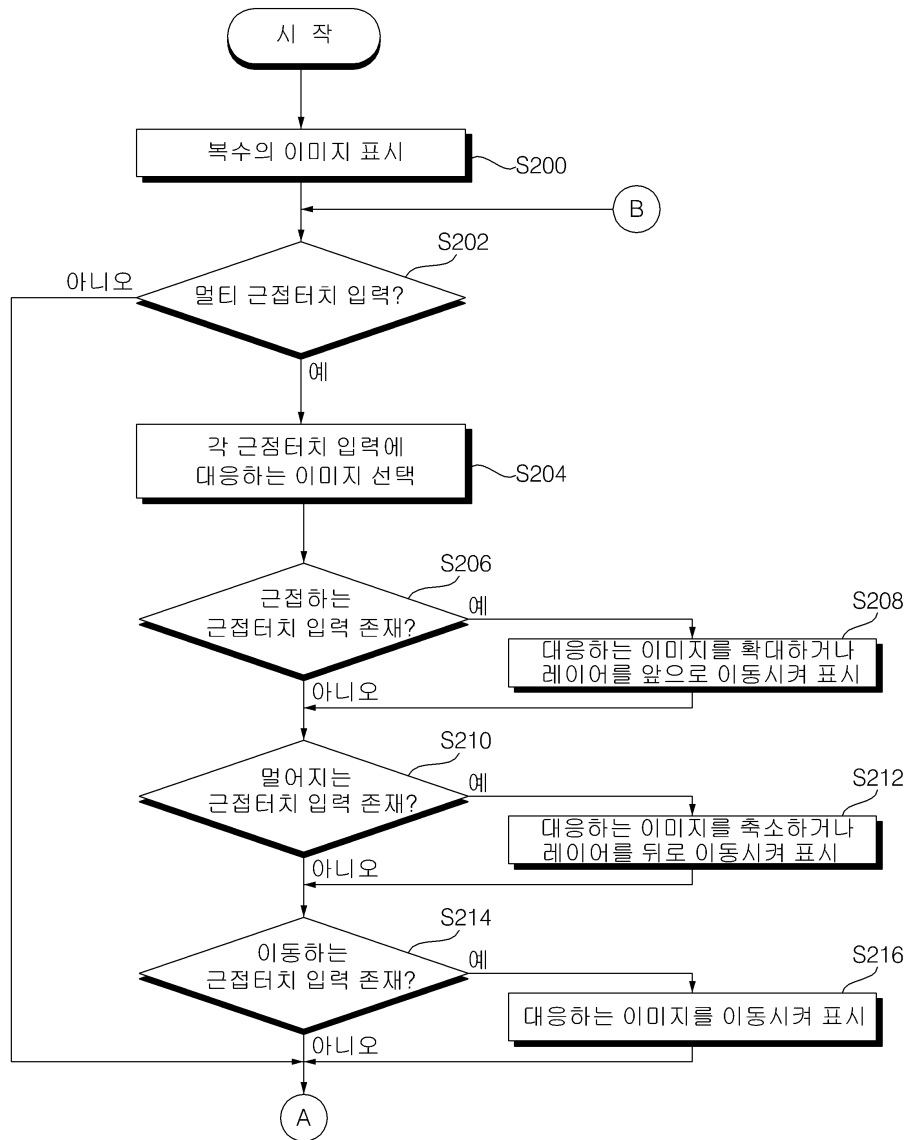 시 작
복수의 이미지 표시
S200
B
S202
아니오
멀티 근접터치 입력?
예
각 근점터치 입력에
대응하는 이미지 선택
S204
S206
근접하는
근접터치 입력 존재?
예
S208
대응하는 이미지를 확대하거나
레이어를 앞으로 이동시켜 표시
아니오
S210
멀어지는
근접터치 입력 존재?
예
S212
대응하는 이미지를 축소하거나
레이어를 뒤로 이동시켜 표시
아니오
S214
이동하는
근접터치 입력 존재?
예
S216
대응하는 이미지를 이동시켜 표시
아니오
A